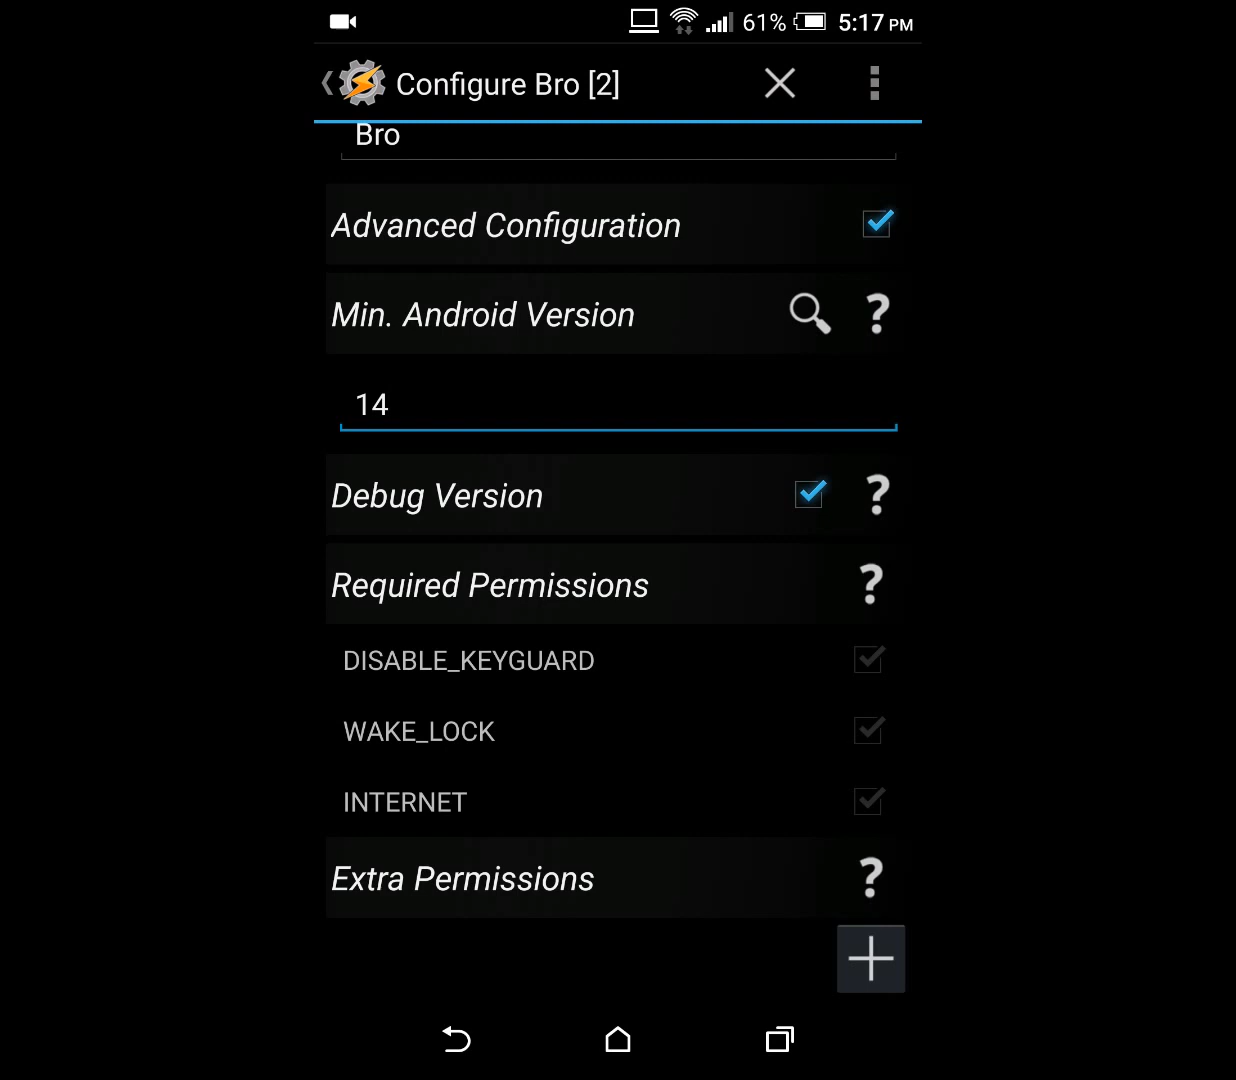 61% 5:17 PM
Configure Bro [2]
Bro
Advanced Configuration
Min. Android Version ?
14
Debug Version ?
Required Permissions ?
DISABLE_KEYGUARD
WAKE_LOCK
INTERNET
Extra Permissions ?